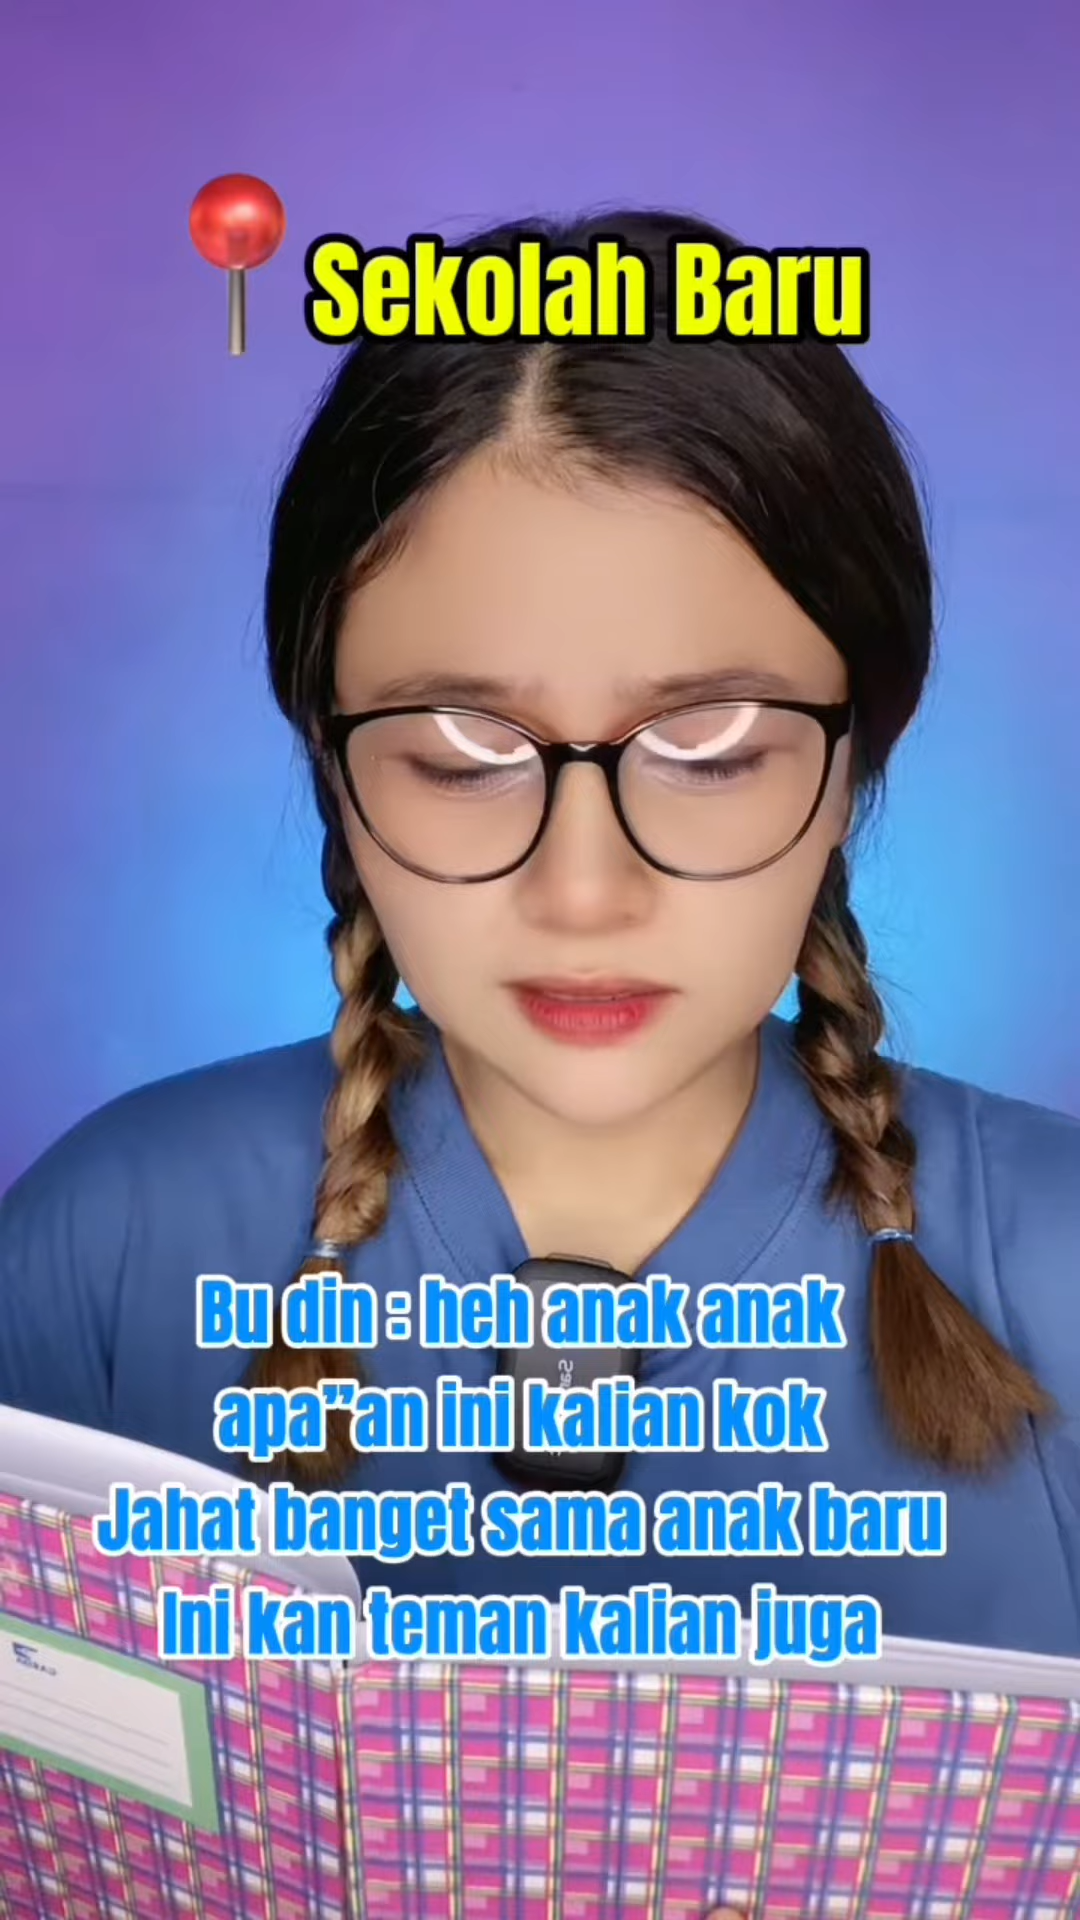 Sekolah Baru
Bu din : heh anak anak
apa”an ini kalian kok
Jahat banget sama anak baru
Ini kan teman kalian juga